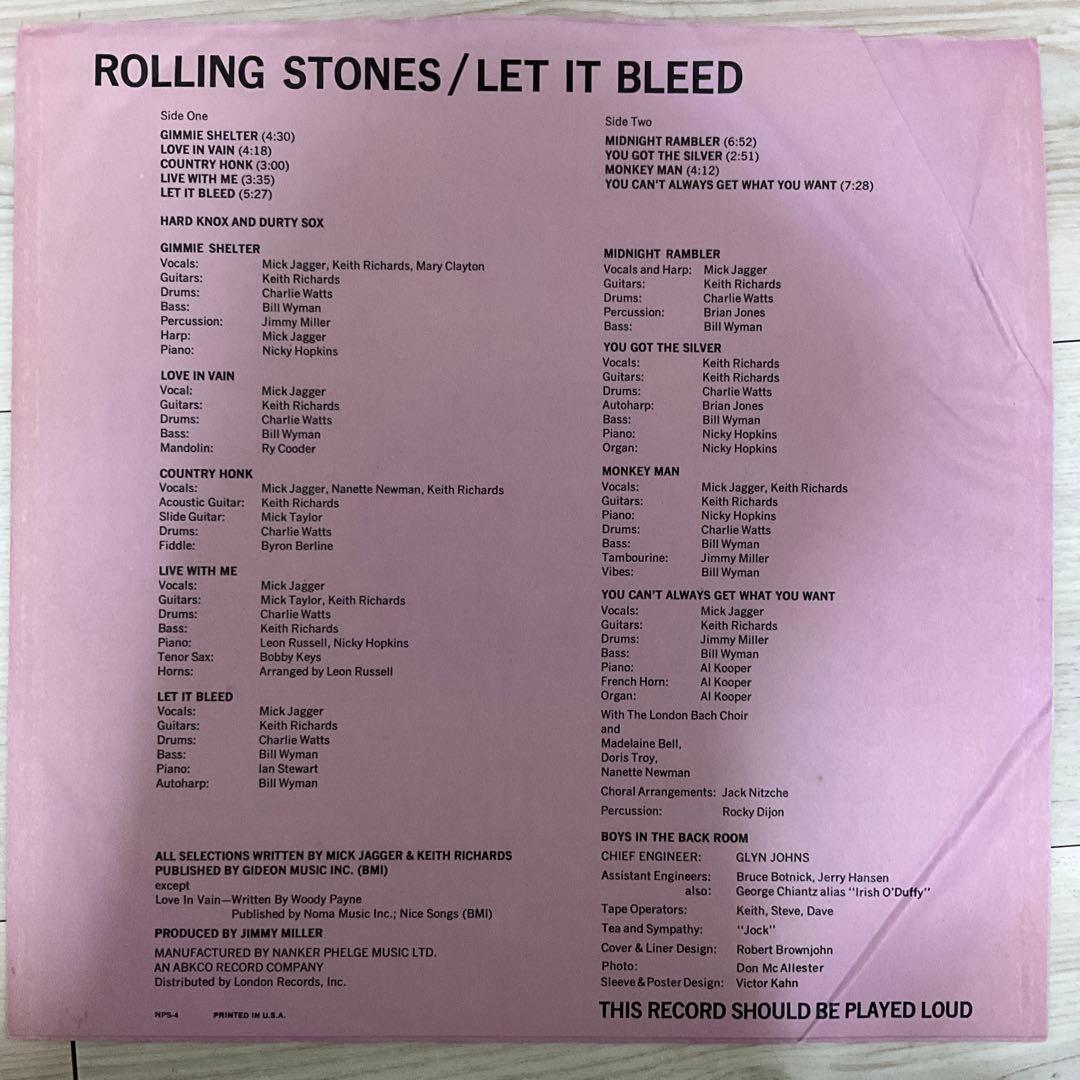 ROLLING STONES/LET IT BLEED
Side One
GIMMIE SHELTER (4:30)
LOVE IN VAIN (4:18)
COUNTRY HONK (3:00)
LIVE WITH ME (3:35)
LET IT BLEED (5:27)
HARD KNOX AND DURTY SOX
GIMMIE SHELTER
Vocals: Mick Jagger, Keith Richards, Mary Clayton
Guitars: Keith Richards
Drums: Charlie Watts
Bass: Bill Wyman
Percussion: Jimmy Miller
Harp: Mick Jagger
Piano: Nicky Hopkins
LOVE IN VAIN
Vocal: Mick Jagger
Guitars: Keith Richards
Drums: Charlie Watts
Bass: Bill Wyman
Mandolin: Ry Cooder
COUNTRY HONK
Vocals: Mick Jagger, Nanette Newman, Keith Richards
Acoustic Guitar: Keith Richards
Slide Guitar: Mick Taylor
Drums: Charlie Watts
Fiddle: Byron Berline
LIVE WITH ME
Vocals: Mick Jagger
Guitars: Mick Taylor, Keith Richards
Drums: Charlie Watts
Bass: Keith Richards
Piano: Leon Russell, Nicky Hopkins
Tenor Sax: Bobby Keys
Horns: Arranged by Leon Russell
LET IT BLEED
Vocals: Mick Jagger
Guitars: Keith Richards
Drums: Charlie Watts
Bass: Bill Wyman
Piano: Ian Stewart
Autoharp: Bill Wyman
ALL SELECTIONS WRITTEN BY MICK JAGGER & KEITH RICHARDS
PUBLISHED BY GIDEON MUSIC INC. (BMI)
except
Love In Vain—Written By Woody Payne
Published by Noma Music Inc.; Nice Songs (BMI)
PRODUCED BY JIMMY MILLER
MANUFACTURED BY NANKER PHELGE MUSIC LTD.
AN ABKCO RECORD COMPANY
Distributed by London Records, Inc.
NPS-4 PRINTED IN U.S.A.
Side Two
MIDNIGHT RAMBLER (6:52)
YOU GOT THE SILVER (2:51)
MONKEY MAN (4:12)
YOU CAN'T ALWAYS GET WHAT YOU WANT (7:28)
MIDNIGHT RAMBLER
Vocals and Harp: Mick Jagger
Guitars: Keith Richards
Drums: Charlie Watts
Percussion: Brian Jones
Bass: Bill Wyman
YOU GOT THE SILVER
Vocals: Keith Richards
Guitars: Keith Richards
Drums: Charlie Watts
Autoharp: Brian Jones
Bass: Bill Wyman
Piano: Nicky Hopkins
Organ: Nicky Hopkins
MONKEY MAN
Vocals: Mick Jagger, Keith Richards
Guitars: Keith Richards
Piano: Nicky Hopkins
Drums: Charlie Watts
Bass: Bill Wyman
Tambourine: Jimmy Miller
Vibes: Bill Wyman
YOU CAN'T ALWAYS GET WHAT YOU WANT
Vocals: Mick Jagger
Guitars: Keith Richards
Drums: Jimmy Miller
Bass: Bill Wyman
Piano: Al Kooper
French Horn: Al Kooper
Organ: Al Kooper
With The London Bach Choir
and
Madelaine Bell,
Doris Troy,
Nanette Newman
Choral Arrangements: Jack Nitzche
Percussion: Rocky Dijon
BOYS IN THE BACK ROOM
CHIEF ENGINEER: GLYN JOHNS
Assistant Engineers: Bruce Botnick, Jerry Hansen
also: George Chiantz alias "Irish O'Duffy"
Tape Operators: Keith, Steve, Dave
Tea and Sympathy: "Jock"
Cover & Liner Design: Robert Brownjohn
Photo: Don McAllester
Sleeve & Poster Design: Victor Kahn
THIS RECORD SHOULD BE PLAYED LOUD